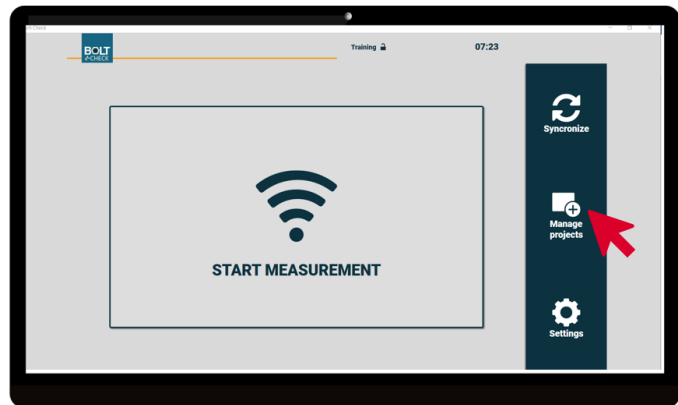 BOLT
CHECK
Training
07:23
Syncronize
START MEASUREMENT
Manage
projects
Settings